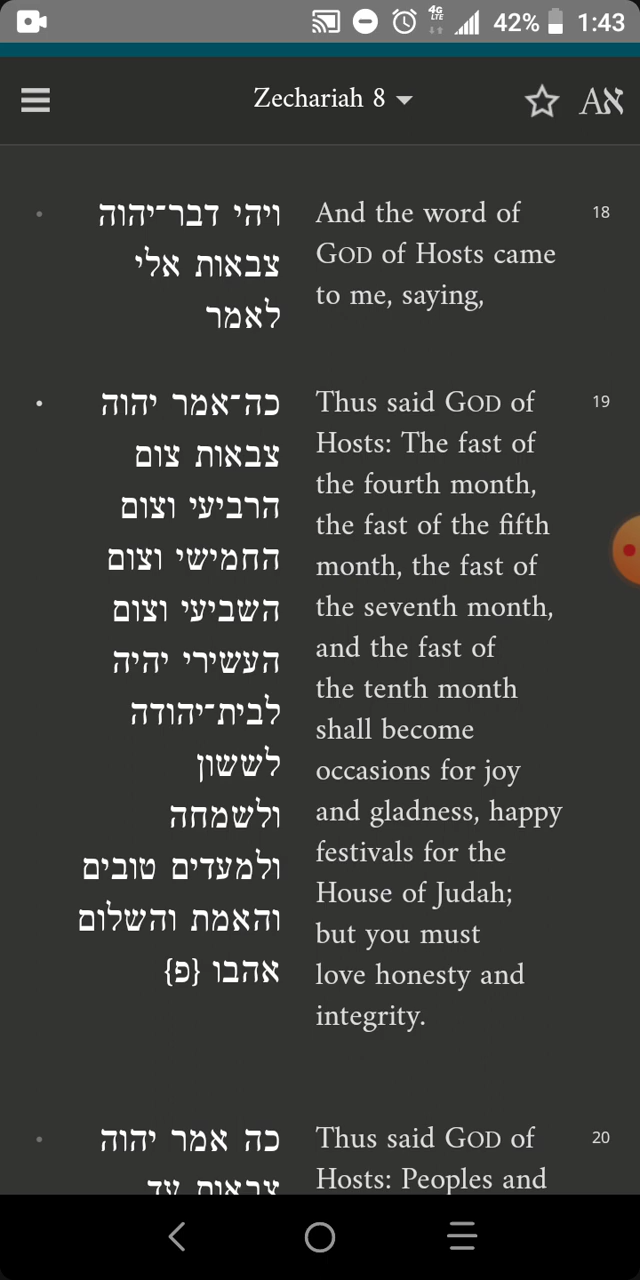 4G
LTE
42%
1:43
Zechariah 8
Aא
ויהי דבר־יהוה
צבאות אלי
לאמר
And the word of
GOD of Hosts came
to me, saying,
18
כה־אמר יהוה
צבאות צום
הרביעי וצום
החמישי וצום
השביעי וצום
העשירי יהיה
לבית־יהודה
לששון
ולשמחה
ולמעדים טובים
והאמת והשלום
אהבו {פ}
Thus said GOD of
Hosts: The fast of
the fourth month,
the fast of the fifth
month, the fast of
the seventh month,
and the fast of
the tenth month
shall become
occasions for joy
and gladness, happy
festivals for the
House of Judah;
but you must
love honesty and
integrity.
19
כה אמר יהוה
צבאות עד
Thus said GOD of
Hosts: Peoples and
20